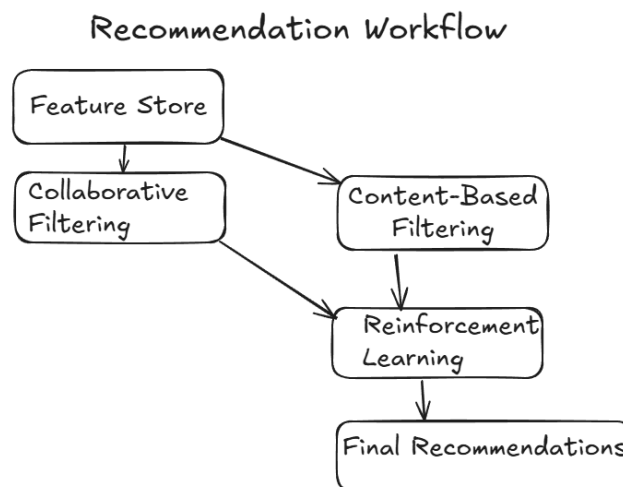 Recommendation Workflow
Feature Store
Collaborative
Filtering
Content-Based
Filtering
Reinforcement
Learning
Final Recommendations